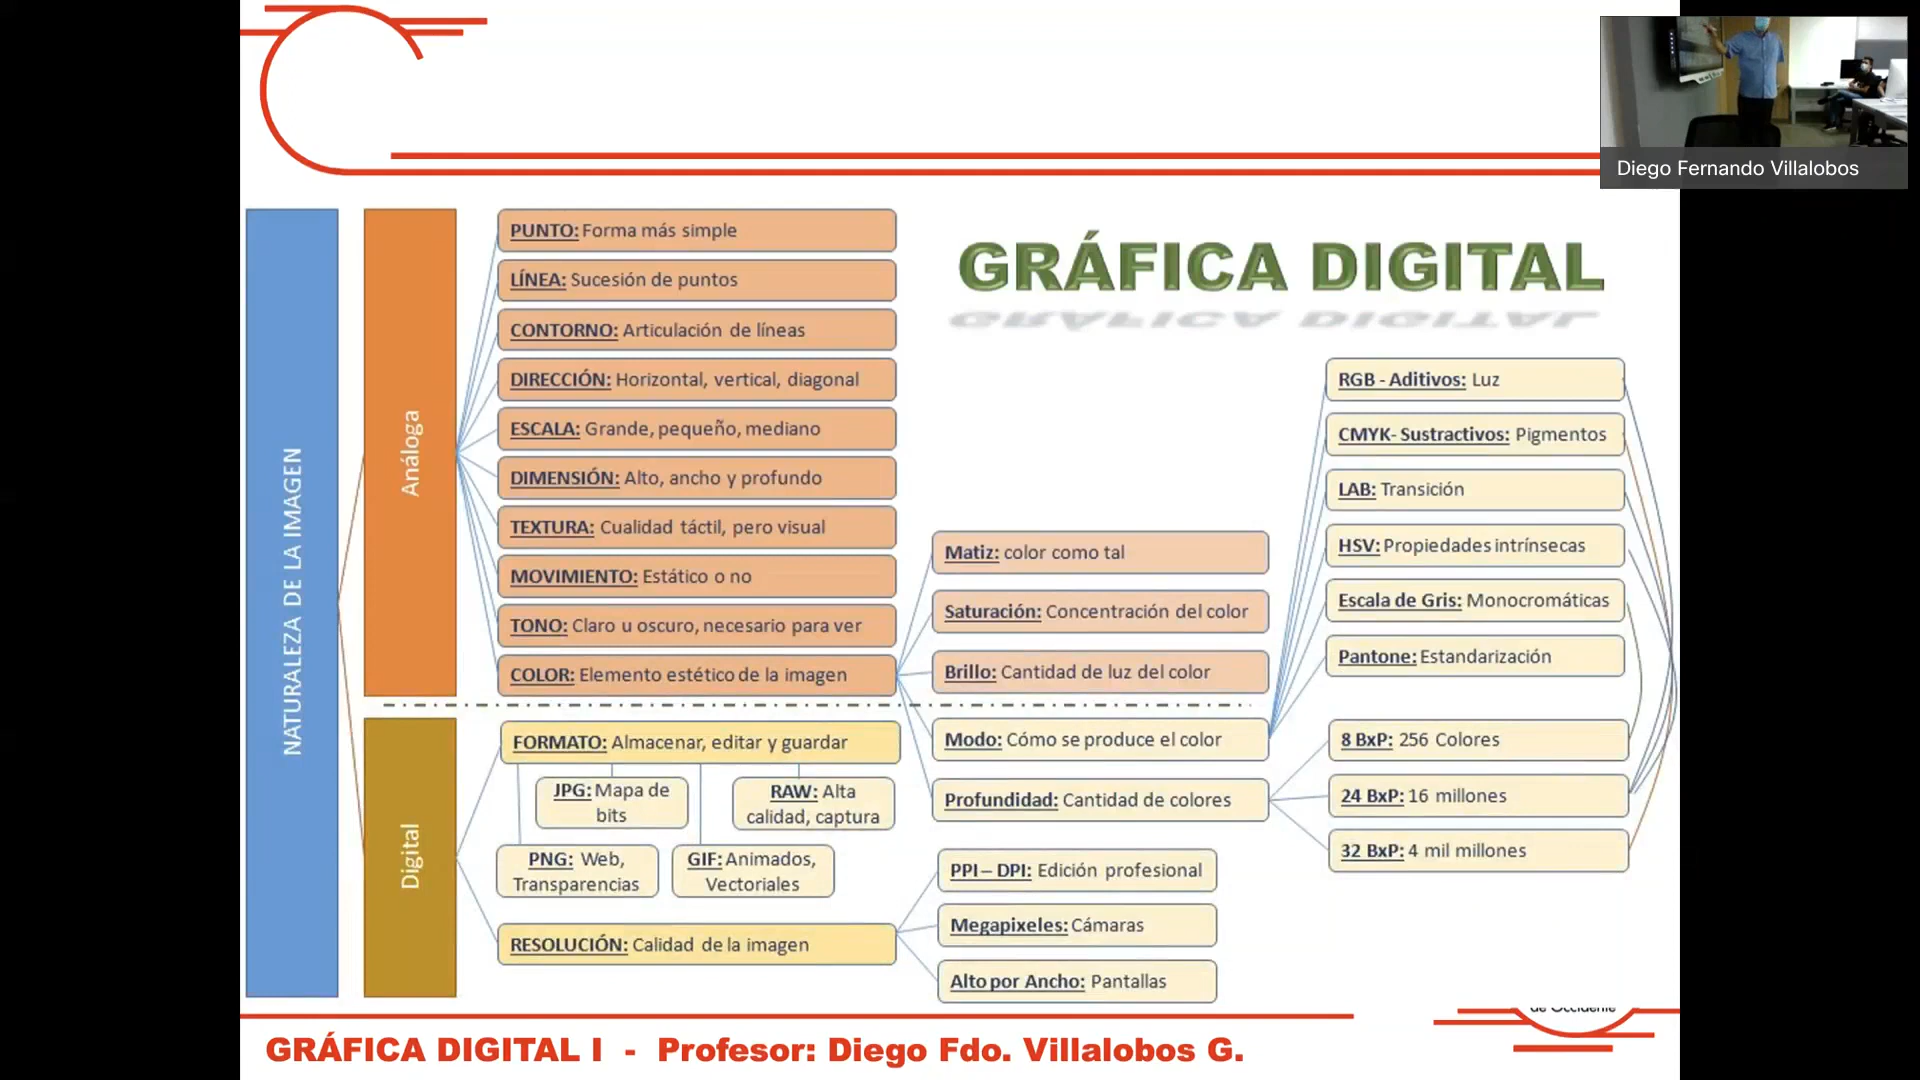 Diego Fernando Villalobos
GRÁFICA DIGITAL
NATURALEZA DE LA IMAGEN
Análoga
PUNTO: Forma más simple
LÍNEA: Sucesión de puntos
CONTORNO: Articulación de líneas
DIRECCIÓN: Horizontal, vertical, diagonal
ESCALA: Grande, pequeño, mediano
DIMENSIÓN: Alto, ancho y profundo
TEXTURA: Cualidad táctil, pero visual
MOVIMIENTO: Estático o no
TONO: Claro u oscuro, necesario para ver
COLOR: Elemento estético de la imagen
Matiz: color como tal
Saturación: Concentración del color
Brillo: Cantidad de luz del color
Modo: Cómo se produce el color
Profundidad: Cantidad de colores
RGB - Aditivos: Luz
CMYK- Sustractivos: Pigmentos
LAB: Transición
HSV: Propiedades intrínsecas
Escala de Gris: Monocromáticas
Pantone: Estandarización
8 BxP: 256 Colores
24 BxP: 16 millones
32 BxP: 4 mil millones
Digital
FORMATO: Almacenar, editar y guardar
JPG: Mapa de
bits
RAW: Alta
calidad, captura
PNG: Web,
Transparencias
GIF: Animados,
Vectoriales
RESOLUCIÓN: Calidad de la imagen
PPI – DPI: Edición profesional
Megapixeles: Cámaras
Alto por Ancho: Pantallas
de Occidente
GRÁFICA DIGITAL I - Profesor: Diego Fdo. Villalobos G.